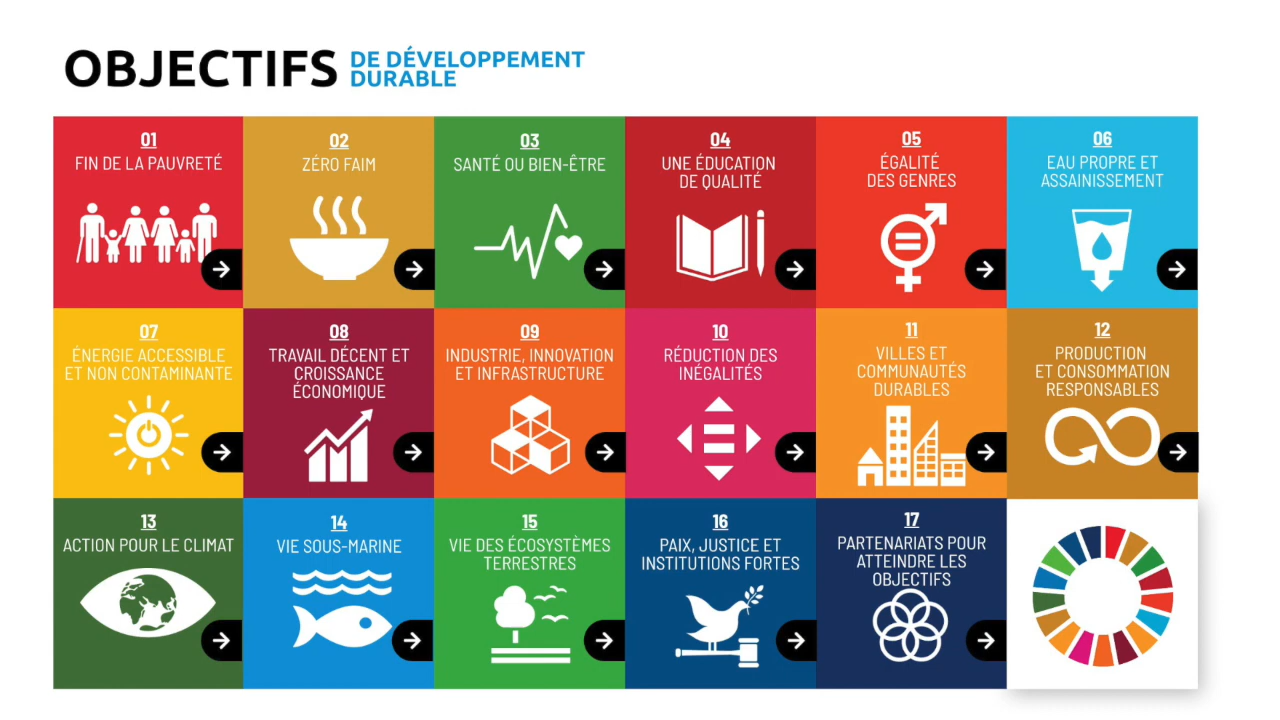 OBJECTIFS
DE DÉVELOPPEMENT
DURABLE
01
FIN DE LA PAUVRETÉ
02
ZÉRO FAIM
03
SANTÉ OU BIEN-ÊTRE
04
UNE ÉDUCATION
DE QUALITÉ
05
ÉGALITÉ
DES GENRES
06
EAU PROPRE ET
ASSAINISSEMENT
07
ÉNERGIE ACCESSIBLE
ET NON CONTAMINANTE
08
TRAVAIL DÉCENT ET
CROISSANCE
ÉCONOMIQUE
09
INDUSTRIE, INNOVATION
ET INFRASTRUCTURE
10
RÉDUCTION DES
INÉGALITÉS
11
VILLES ET
COMMUNAUTÉS
DURABLES
12
PRODUCTION
ET CONSOMMATION
RESPONSABLES
13
ACTION POUR LE CLIMAT
14
VIE SOUS-MARINE
15
VIE DES ÉCOSYSTÈMES
TERRESTRES
16
PAIX, JUSTICE ET
INSTITUTIONS FORTES
17
PARTENARIATS POUR
ATTEINDRE LES
OBJECTIFS